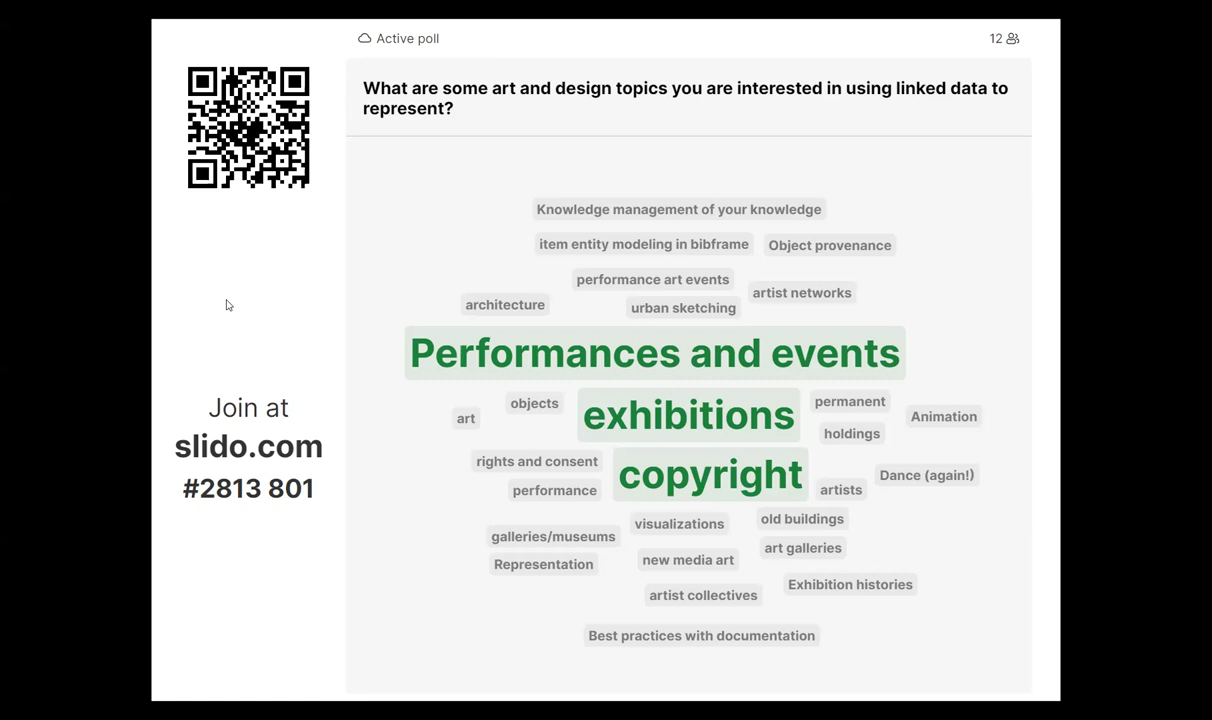 Active poll
12
What are some art and design topics you are interested in using linked data to
represent?
Knowledge management of your knowledge
item entity modeling in bibframe
Object provenance
performance art events
artist networks
architecture
urban sketching
Performances and events
art
objects
exhibitions
permanent
holdings
Animation
rights and consent
performance
copyright
artists
Dance (again!)
galleries/museums
visualizations
old buildings
Representation
new media art
art galleries
artist collectives
Exhibition histories
Best practices with documentation
Join at
slido.com
#2813 801